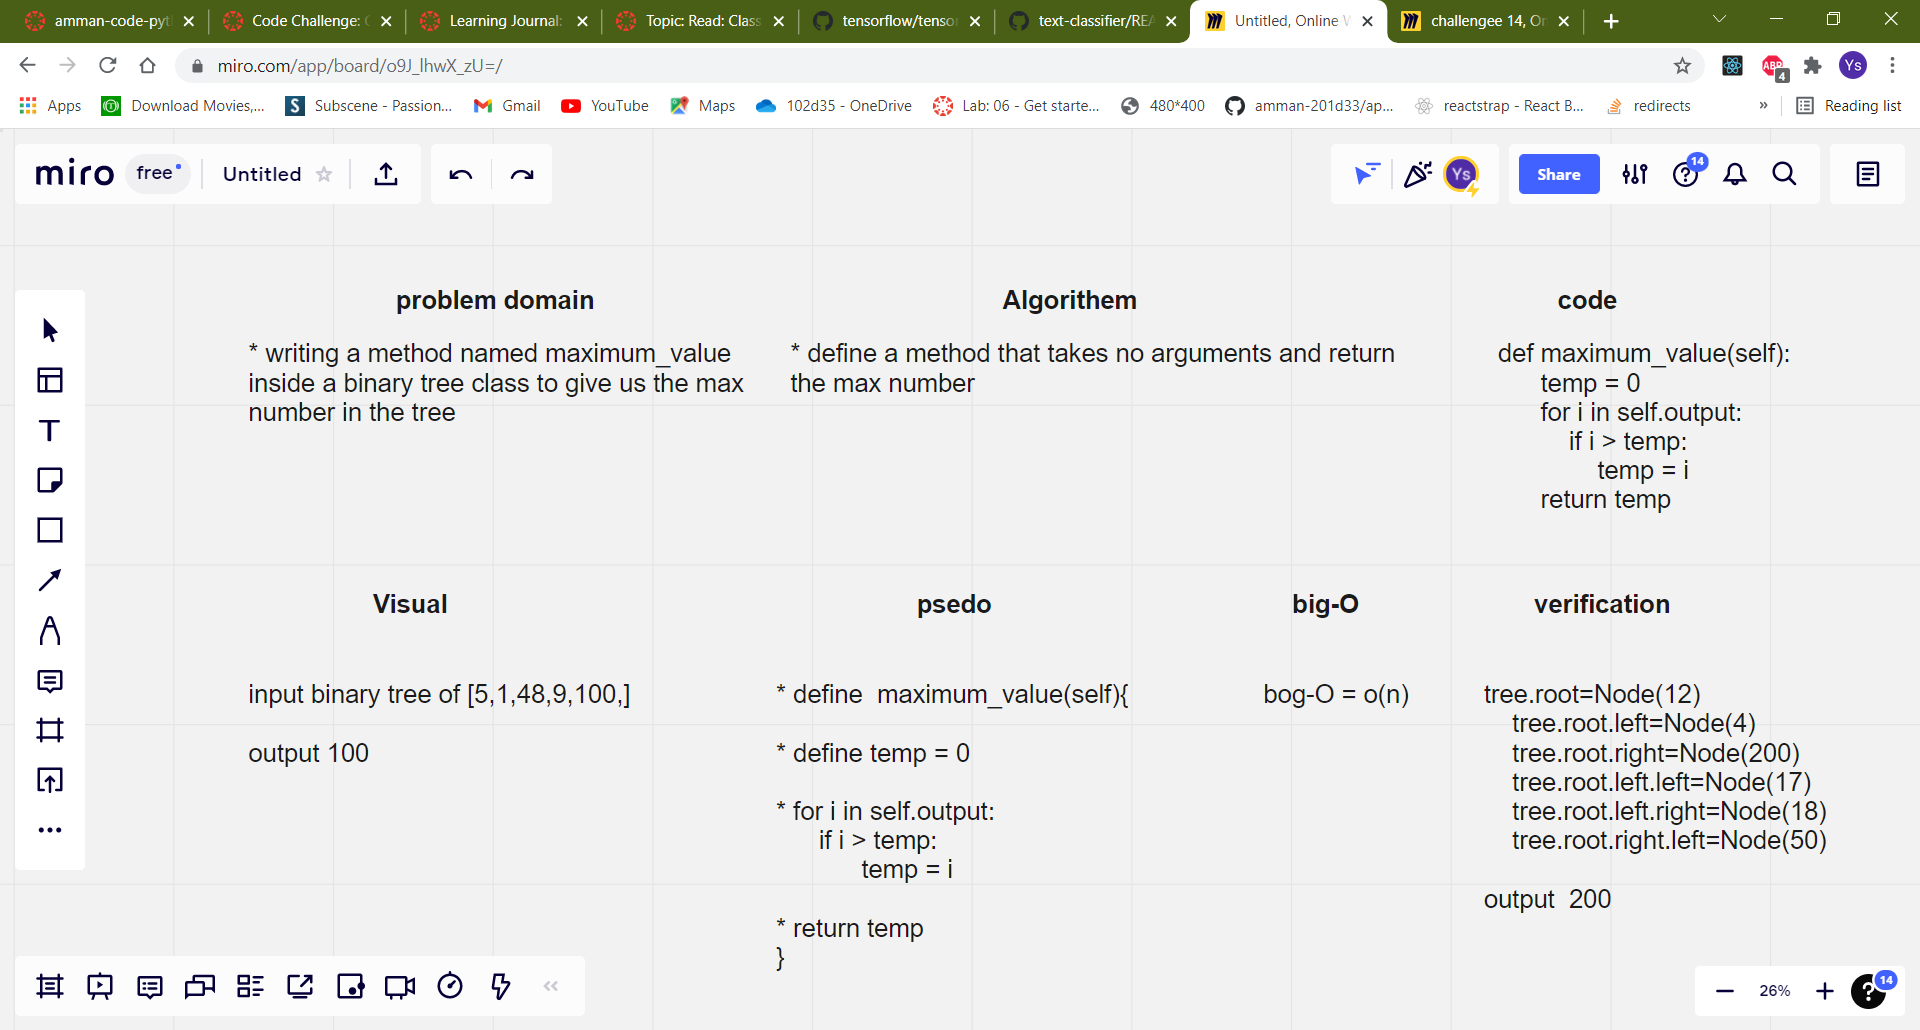 amman-code-pyt
Code Challenge: C
Learning Journal:
Topic: Read: Class
tensorflow/tensor
text-classifier/REA
Untitled, Online W
challengee 14, On
miro.com/app/board/o9J_lhwX_zU=/
ABP
4
Ys
Apps
Download Movies,...
Subscene - Passion...
Gmail
YouTube
Maps
102d35 - OneDrive
Lab: 06 - Get starte...
480*400
amman-201d33/ap...
reactstrap - React B...
redirects
»
Reading list
miro
free
Untitled
Ys
Share
14
problem domain
* writing a method named maximum_value
inside a binary tree class to give us the max
number in the tree
Algorithem
* define a method that takes no arguments and return
the max number
code
def maximum_value(self):
temp = 0
for i in self.output:
if i > temp:
temp = i
return temp
Visual
input binary tree of [5,1,48,9,100,]
output 100
psedo
* define  maximum_value(self){
* define temp = 0
* for i in self.output:
if i > temp:
temp = i
* return temp
}
big-O
bog-O = o(n)
verification
tree.root=Node(12)
tree.root.left=Node(4)
tree.root.right=Node(200)
tree.root.left.left=Node(17)
tree.root.left.right=Node(18)
tree.root.right.left=Node(50)
output  200
26%
?
14